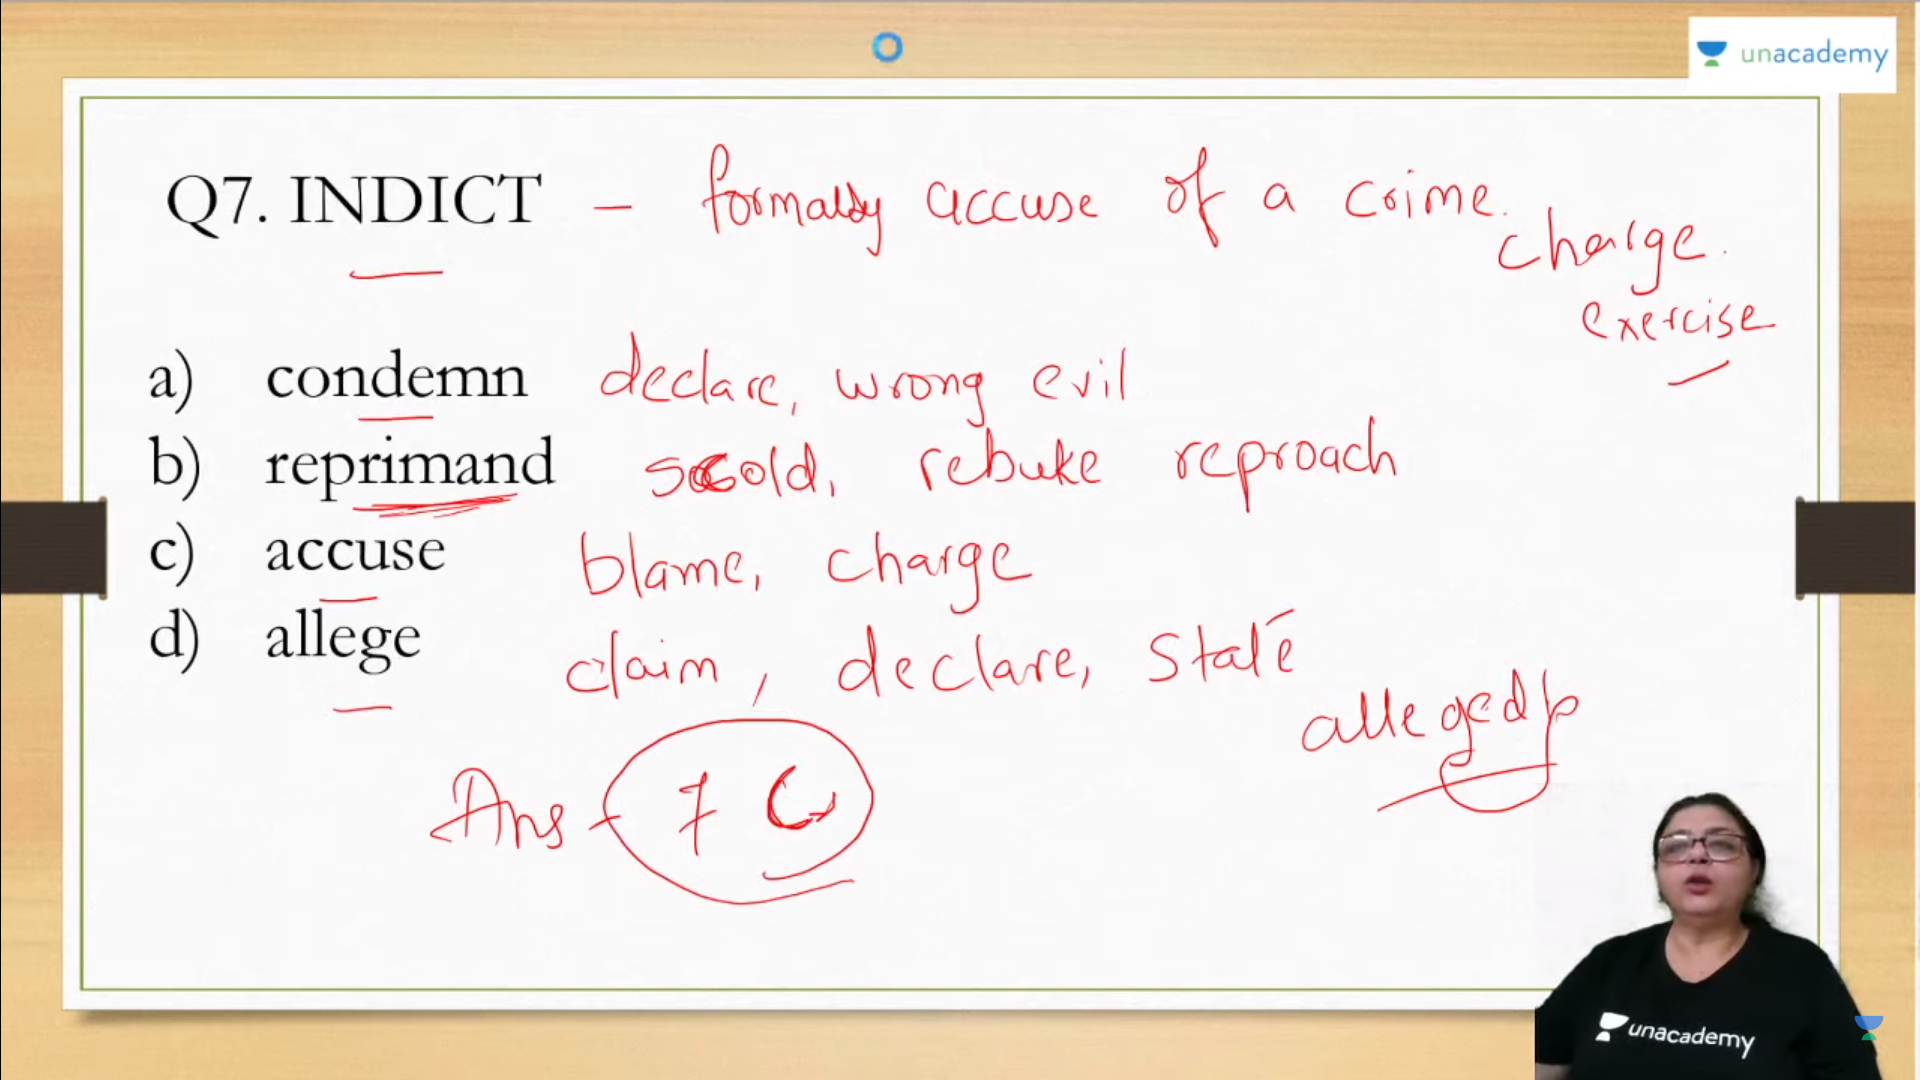 unacademy
Q7. INDICT – formally accuse of a crime.
charge.
exercise
a) condemn declare, wrong evil
b) reprimand scold, rebuke reproach
c) accuse blame, charge
d) allege claim, declare, state
allegedly
Ans - 7 C
unacademy